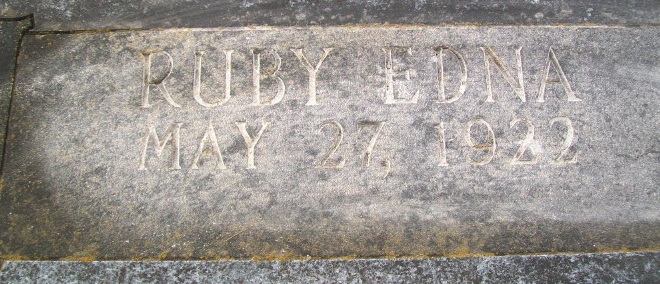 RUBY EDNA
MAY 27, 1922